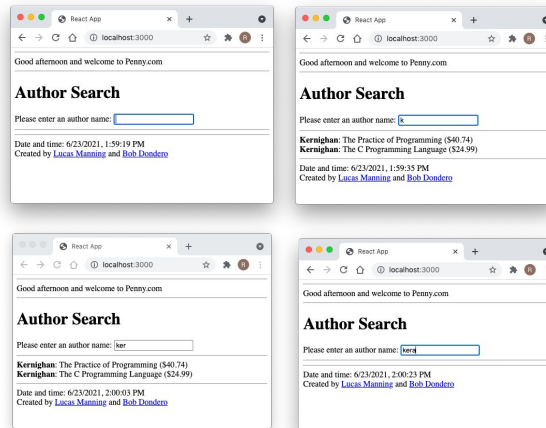 React App
localhost:3000
R
Good afternoon and welcome to Penny.com
Author Search
Please enter an author name:
Date and time: 6/23/2021, 1:59:19 PM
Created by Lucas Manning and Bob Dondero
React App
localhost:3000
R
Good afternoon and welcome to Penny.com
Author Search
Please enter an author name: k
Kernighan: The Practice of Programming ($40.74)
Kernighan: The C Programming Language ($24.99)
Date and time: 6/23/2021, 1:59:35 PM
Created by Lucas Manning and Bob Dondero
React App
localhost:3000
R
Good afternoon and welcome to Penny.com
Author Search
Please enter an author name: ker
Kernighan: The Practice of Programming ($40.74)
Kernighan: The C Programming Language ($24.99)
Date and time: 6/23/2021, 2:00:03 PM
Created by Lucas Manning and Bob Dondero
React App
localhost:3000
R
Good afternoon and welcome to Penny.com
Author Search
Please enter an author name: kera
Date and time: 6/23/2021, 2:00:23 PM
Created by Lucas Manning and Bob Dondero